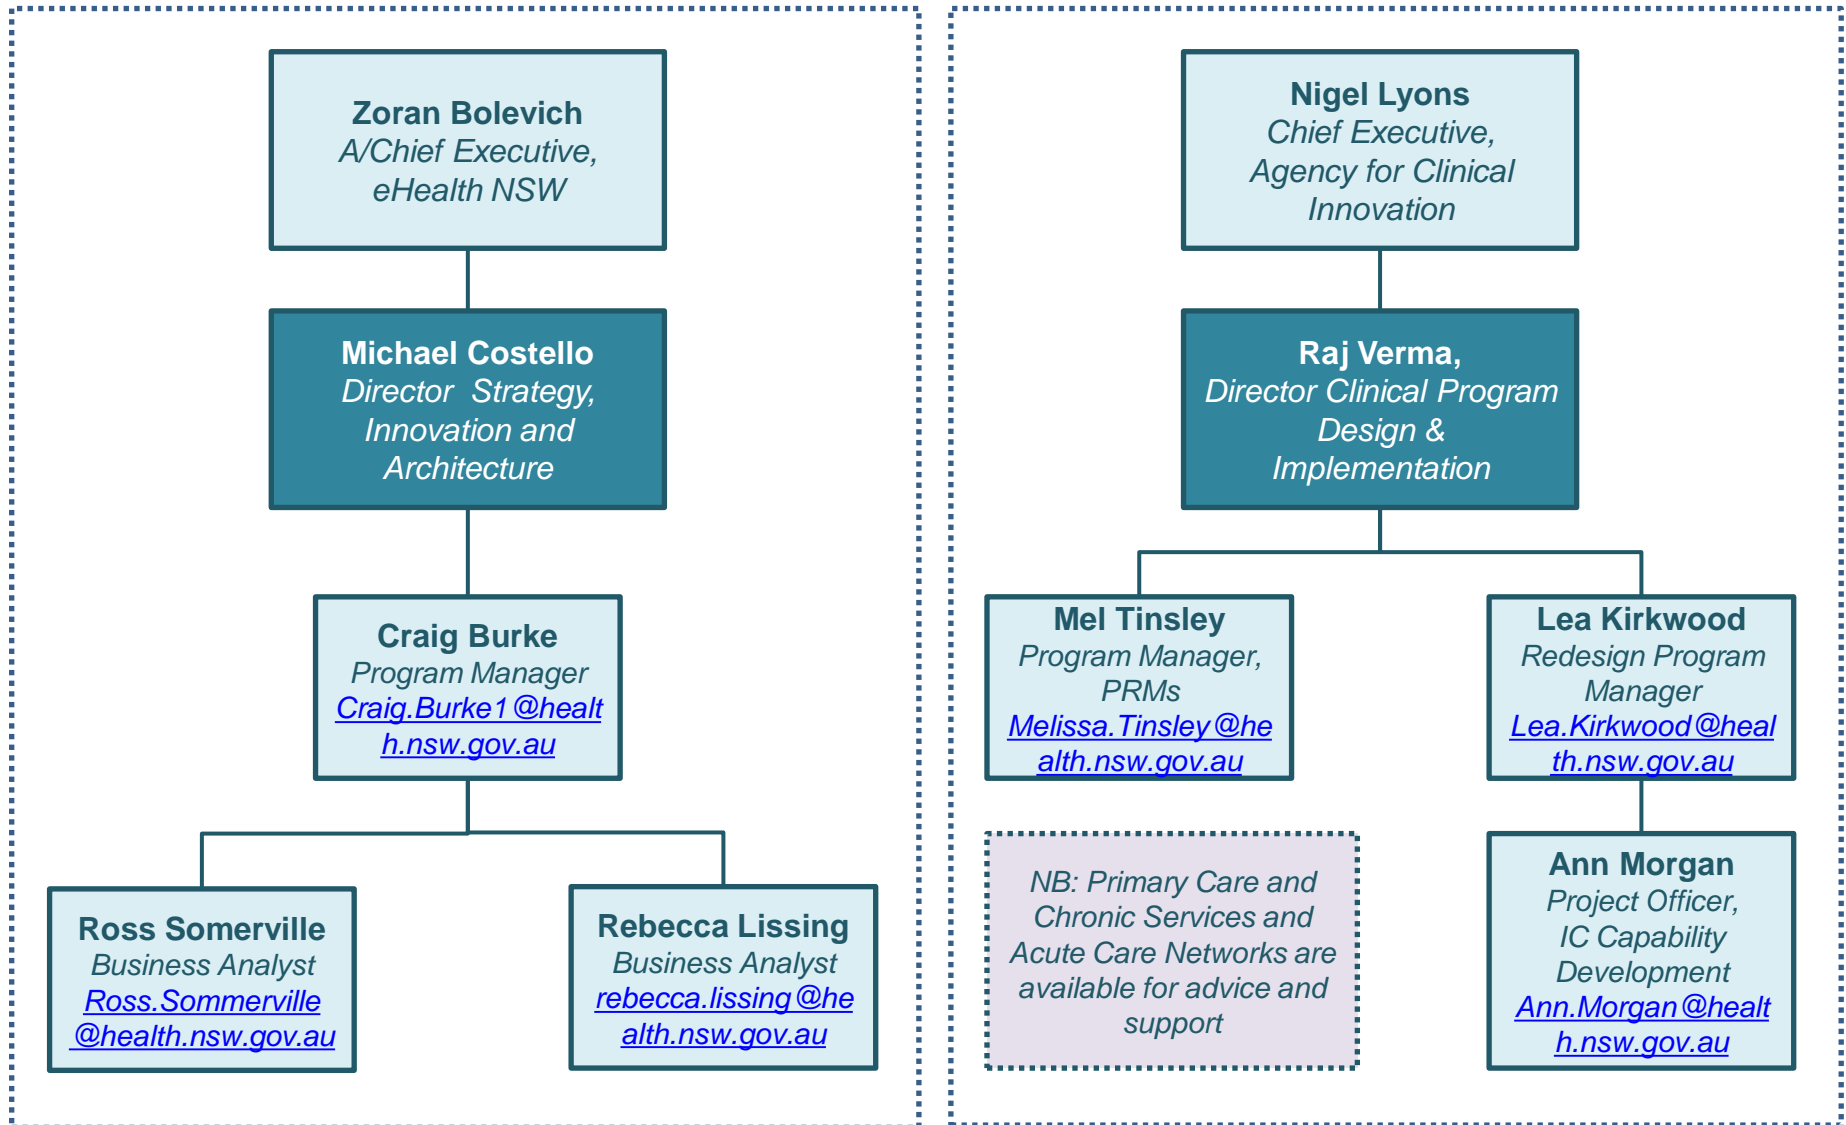 Zoran Bolevich
A/Chief Executive,
eHealth NSW
Michael Costello
Director  Strategy,
Innovation and
Architecture
Craig Burke
Program Manager
Craig.Burke1@healt
h.nsw.gov.au
Ross Somerville
Business Analyst
Ross.Sommerville
@health.nsw.gov.au
Rebecca Lissing
Business Analyst
rebecca.lissing@he
alth.nsw.gov.au
Nigel Lyons
Chief Executive,
Agency for Clinical
Innovation
Raj Verma,
Director Clinical Program
Design &
Implementation
Mel Tinsley
Program Manager,
PRMs
Melissa.Tinsley@he
alth.nsw.gov.au
Lea Kirkwood
Redesign Program
Manager
Lea.Kirkwood@heal
th.nsw.gov.au
NB: Primary Care and
Chronic Services and
Acute Care Networks are
available for advice and
support
Ann Morgan
Project Officer,
IC Capability
Development
Ann.Morgan@healt
h.nsw.gov.au